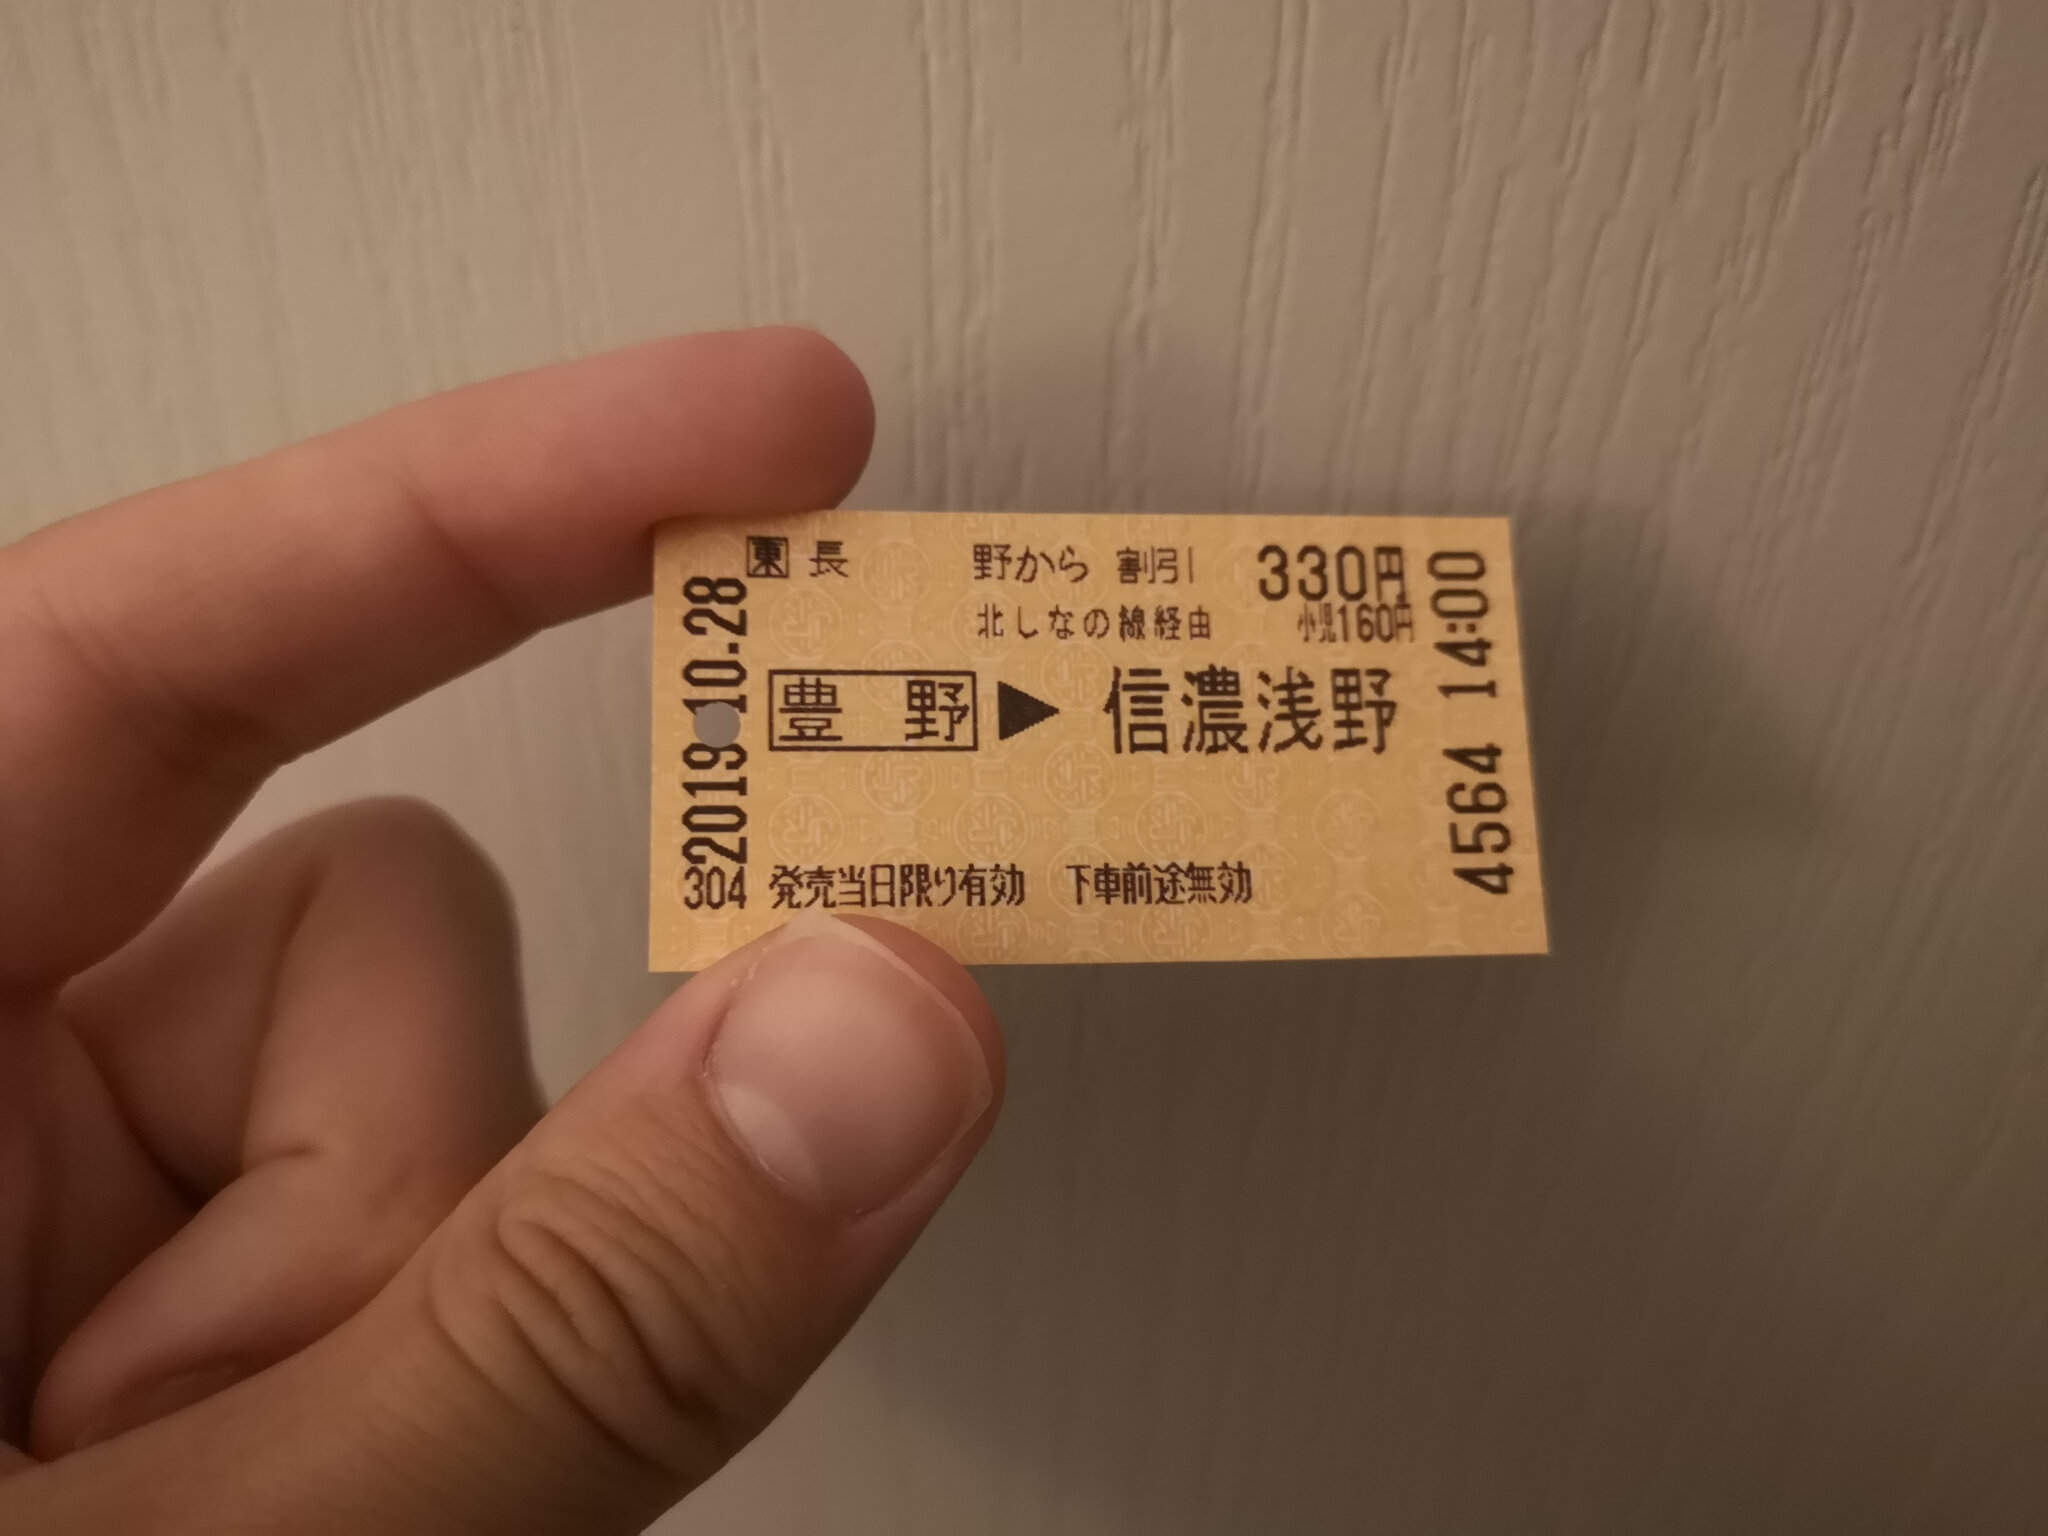 東 長 野から 割引 330円
北しなの線経由 小児160円
豊 野 ▶ 信濃浅野
発売当日限り有効 下車前途無効
2019.10.28
304
4564 14:00